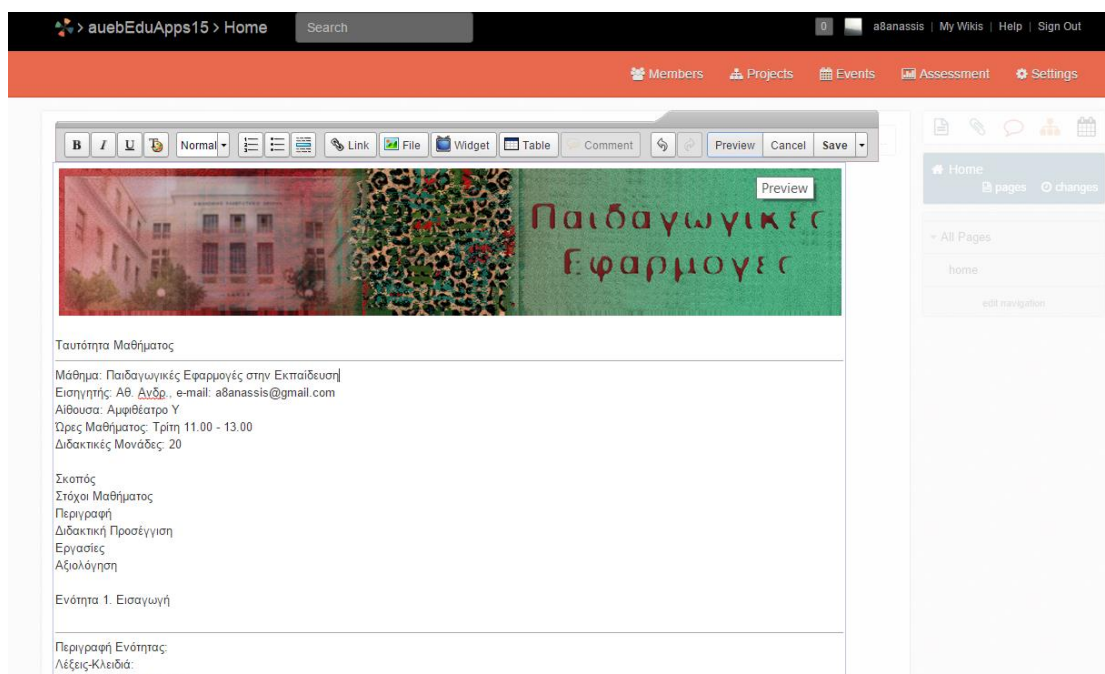 > auebEduApps15 > Home
Search
0 a8anassis | My Wikis | Help | Sign Out
Members Projects Events Assessment Settings
B I U Normal Link File Widget Table Comment Preview Cancel Save
Preview
Παιδαγωγικες
Εφαρμογες
Home
pages changes
All Pages
home
edit navigation
Ταυτότητα Μαθήματος
Μάθημα: Παιδαγωγικές Εφαρμογές στην Εκπαίδευση
Εισηγητής: Αθ. Ανδρ., e-mail: a8anassis@gmail.com
Αίθουσα: Αμφιθέατρο Υ
Ώρες Μαθήματος: Τρίτη 11.00 - 13.00
Διδακτικές Μονάδες: 20
Σκοπός
Στόχοι Μαθήματος
Περιγραφή
Διδακτική Προσέγγιση
Εργασίες
Αξιολόγηση
Ενότητα 1. Εισαγωγή
Περιγραφή Ενότητας:
Λέξεις-Κλειδιά: